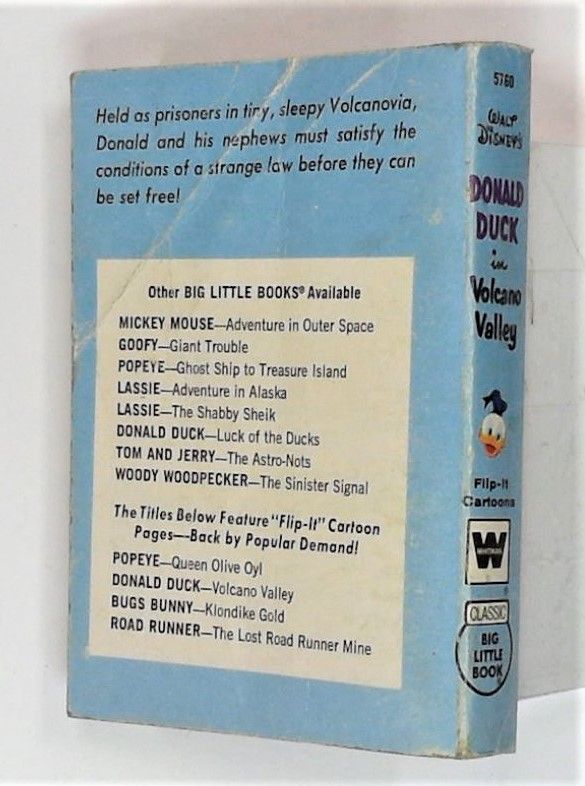 Held as prisoners in tiny, sleepy Volcanovia,
Donald and his nephews must satisfy the
conditions of a strange law before they can
be set free!
Other BIG LITTLE BOOKS® Available
MICKEY MOUSE—Adventure in Outer Space
GOOFY—Giant Trouble
POPEYE—Ghost Ship to Treasure Island
LASSIE—Adventure in Alaska
LASSIE—The Shabby Sheik
DONALD DUCK—Luck of the Ducks
TOM AND JERRY—The Astro-Nots
WOODY WOODPECKER—The Sinister Signal
The Titles Below Feature "Flip-It" Cartoon
Pages—Back by Popular Demand!
POPEYE—Queen Olive Oyl
DONALD DUCK—Volcano Valley
BUGS BUNNY—Klondike Gold
ROAD RUNNER—The Lost Road Runner Mine
5760
WALT
DISNEY'S
DONALD
DUCK
in
Volcano
Valley
Flip-It
Cartoons
W
WHITMAN
®
CLASSIC
BIG
LITTLE
BOOK